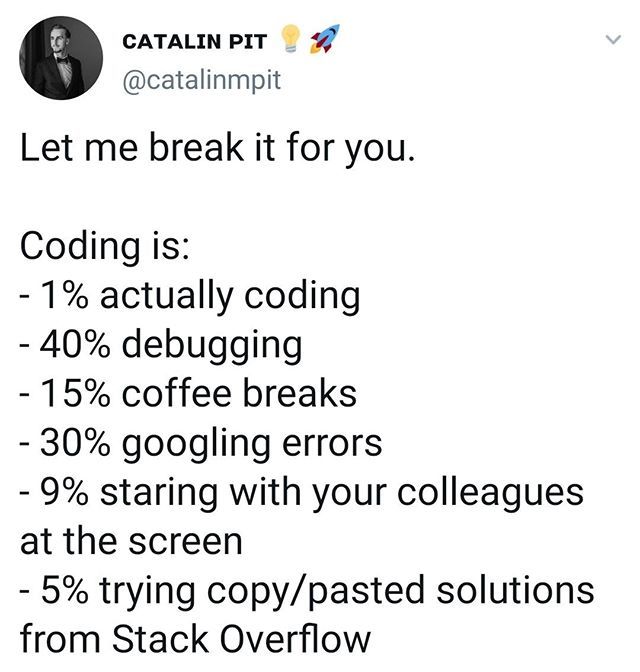 CATALIN PIT 💡 🚀
@catalinmpit
Let me break it for you.
Coding is:
- 1% actually coding
- 40% debugging
- 15% coffee breaks
- 30% googling errors
- 9% staring with your colleagues
at the screen
- 5% trying copy/pasted solutions
from Stack Overflow